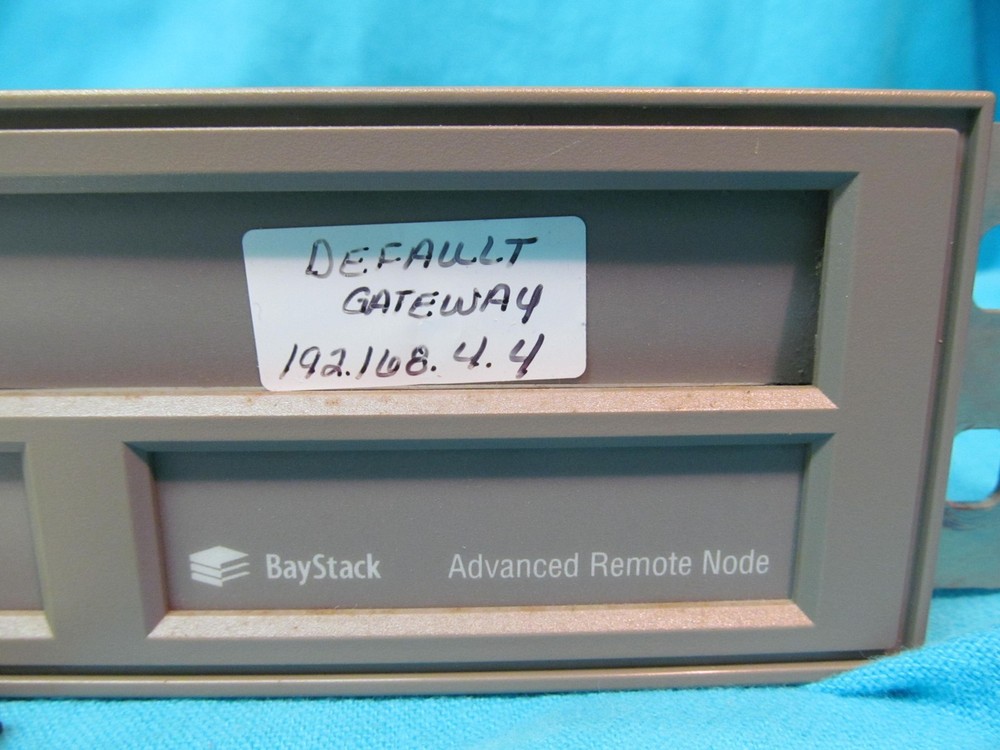 DEFAULT
GATEWAY
192.168.4.4
BayStack Advanced Remote Node